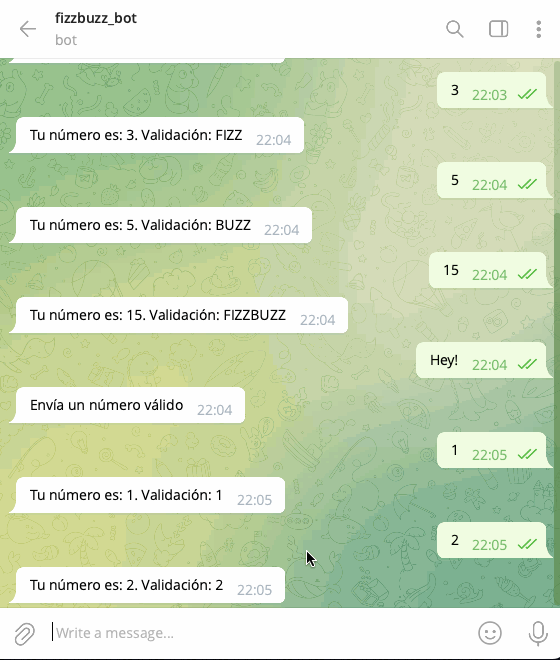 fizzbuzz_bot
bot
3 22:03
Tu número es: 3. Validación: FIZZ 22:04
5 22:04
Tu número es: 5. Validación: BUZZ 22:04
15 22:04
Tu número es: 15. Validación: FIZZBUZZ 22:04
Hey! 22:04
Envía un número válido 22:04
1 22:05
Tu número es: 1. Validación: 1 22:05
2 22:05
Tu número es: 2. Validación: 2 22:05
Write a message...